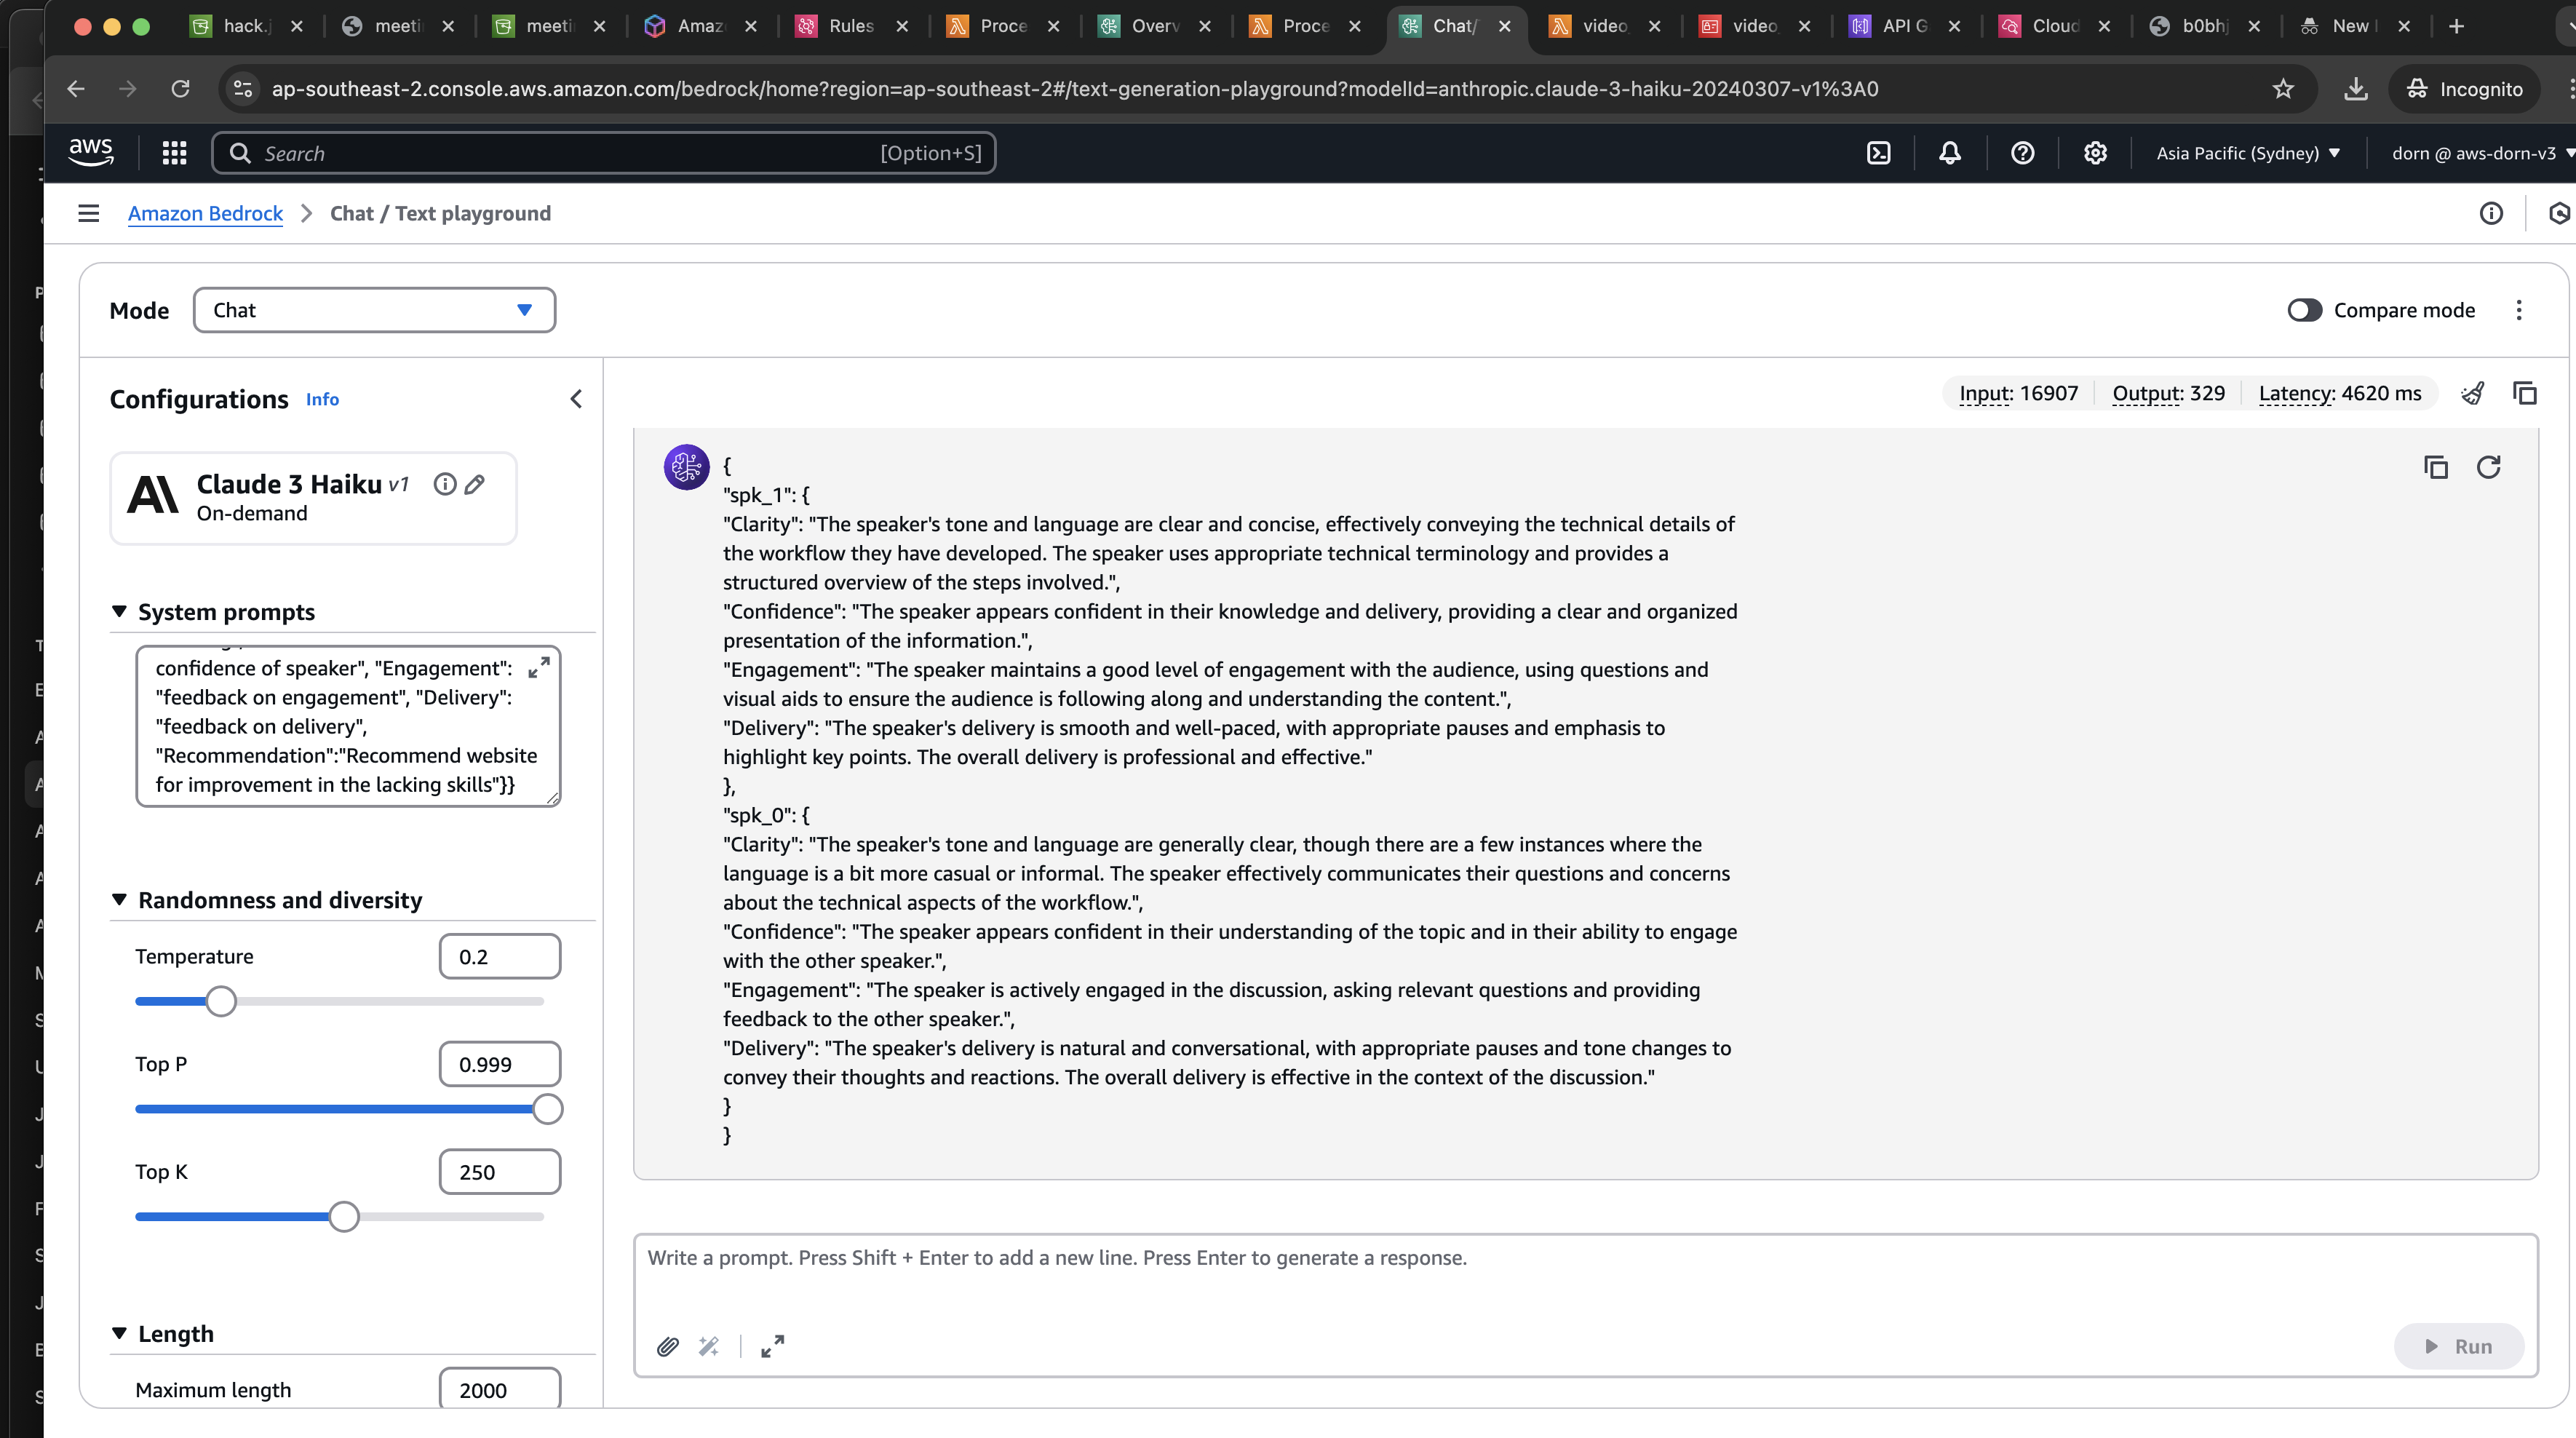 hack.j
meeti
meeti
Amaz
Rules
Proce
Overv
Proce
Chat/
video_
video_
API G
Cloud
b0bhj
New I
ap-southeast-2.console.aws.amazon.com/bedrock/home?region=ap-southeast-2#/text-generation-playground?modelId=anthropic.claude-3-haiku-20240307-v1%3A0
Incognito
aws
Search
[Option+S]
Asia Pacific (Sydney)
dorn @ aws-dorn-v3
Amazon Bedrock
Chat / Text playground
Mode
Chat
Compare mode
Configurations Info
Input: 16907
Output: 329
Latency: 4620 ms
Claude 3 Haiku v1
On-demand
System prompts
confidence of speaker", "Engagement":
"feedback on engagement", "Delivery":
"feedback on delivery",
"Recommendation":"Recommend website
for improvement in the lacking skills"}}
Randomness and diversity
Temperature
0.2
Top P
0.999
Top K
250
Length
Maximum length
2000
{
"spk_1": {
"Clarity": "The speaker's tone and language are clear and concise, effectively conveying the technical details of
the workflow they have developed. The speaker uses appropriate technical terminology and provides a
structured overview of the steps involved.",
"Confidence": "The speaker appears confident in their knowledge and delivery, providing a clear and organized
presentation of the information.",
"Engagement": "The speaker maintains a good level of engagement with the audience, using questions and
visual aids to ensure the audience is following along and understanding the content.",
"Delivery": "The speaker's delivery is smooth and well-paced, with appropriate pauses and emphasis to
highlight key points. The overall delivery is professional and effective."
},
"spk_0": {
"Clarity": "The speaker's tone and language are generally clear, though there are a few instances where the
language is a bit more casual or informal. The speaker effectively communicates their questions and concerns
about the technical aspects of the workflow.",
"Confidence": "The speaker appears confident in their understanding of the topic and in their ability to engage
with the other speaker.",
"Engagement": "The speaker is actively engaged in the discussion, asking relevant questions and providing
feedback to the other speaker.",
"Delivery": "The speaker's delivery is natural and conversational, with appropriate pauses and tone changes to
convey their thoughts and reactions. The overall delivery is effective in the context of the discussion."
}
}
Write a prompt. Press Shift + Enter to add a new line. Press Enter to generate a response.
Run